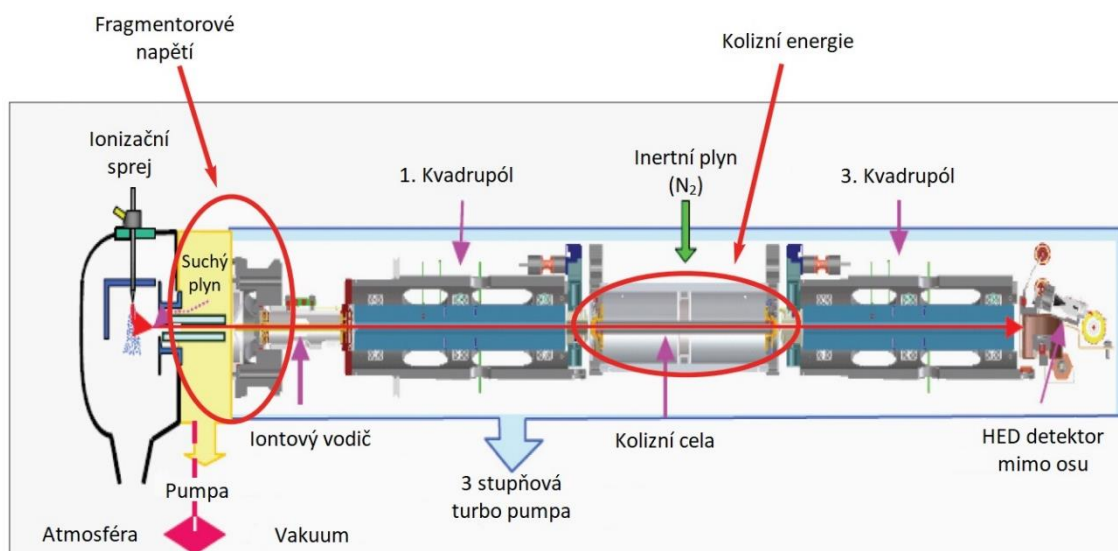 Fragmentorové
napětí
Kolizní energie
Ionizační
sprej
1. Kvadrupól
Inertní plyn
(N₂)
3. Kvadrupól
Suchý
plyn
Iontový vodič
Kolizní cela
HED detektor
mimo osu
Pumpa
3 stupňová
turbo pumpa
Atmosféra
Vakuum